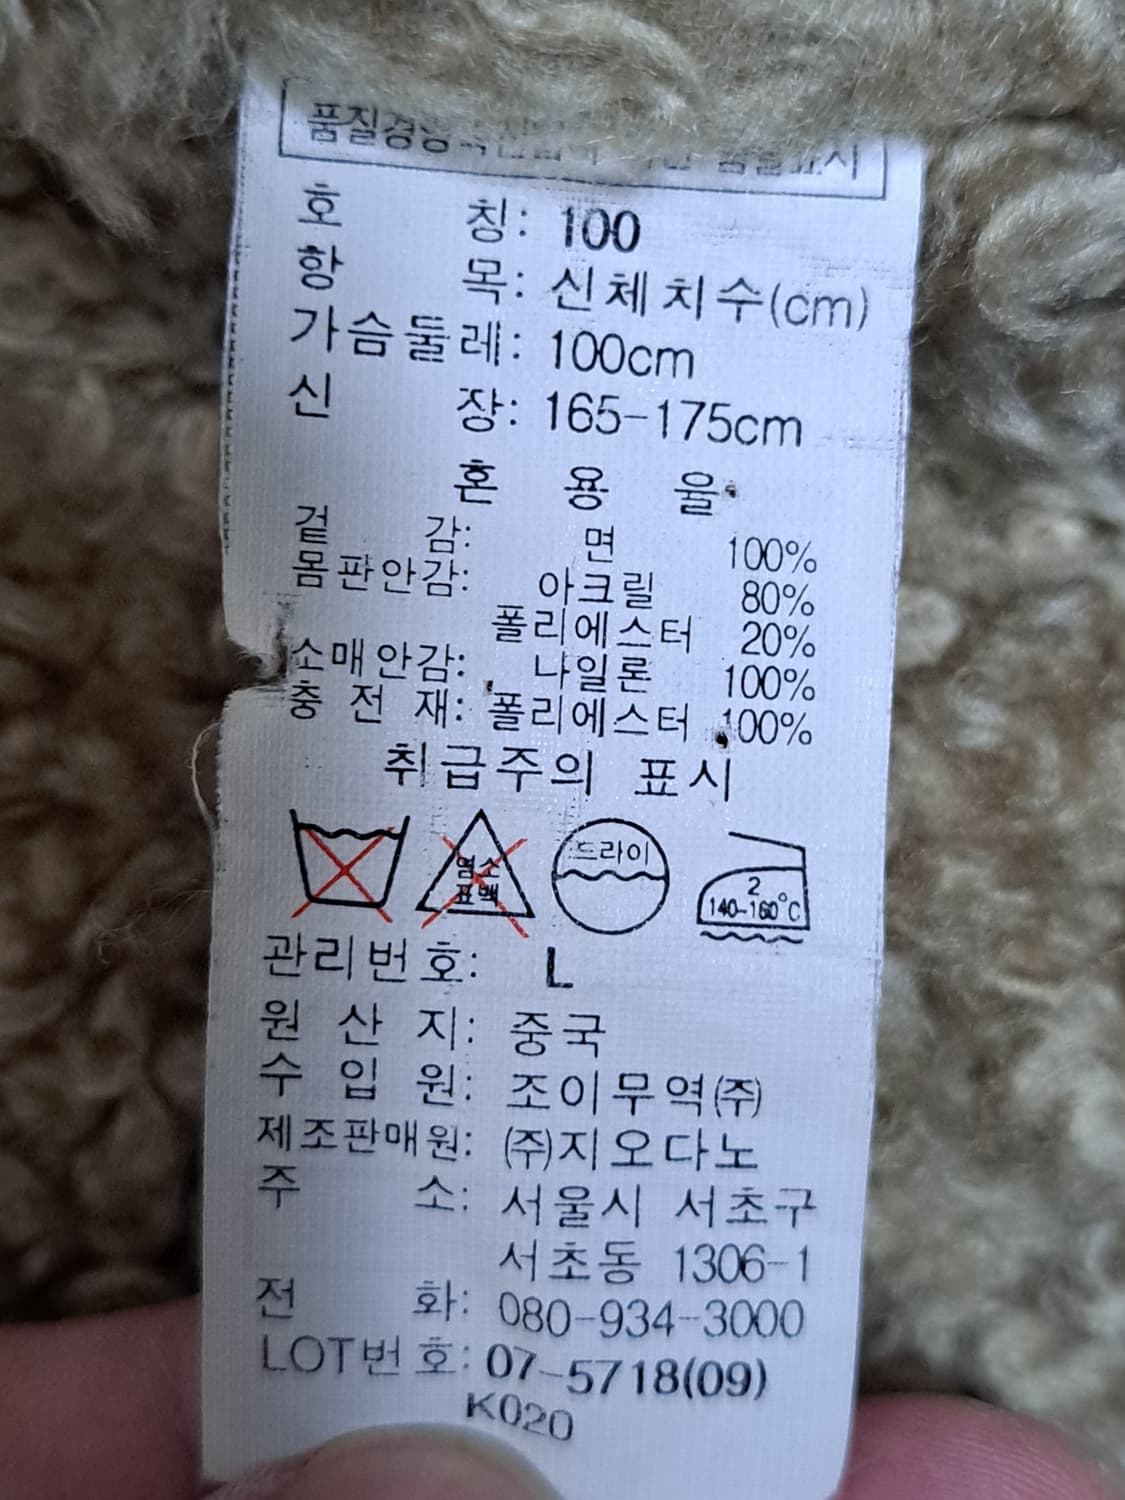 품질경영
표시
호 칭: 100
항 목: 신체치수(cm)
가슴둘레: 100cm
신 장: 165-175cm
혼 용 율
겉 감: 면 100%
몸판안감: 아크릴 80%
폴리에스터 20%
소매안감: 나일론 100%
충 전 재: 폴리에스터 100%
취급주의 표시
염소
표백
드라이
2
140~160°C
관리번호: L
원 산 지: 중국
수 입 원: 조이무역㈜
제조판매원: ㈜지오다노
주 소: 서울시 서초구
서초동 1306-1
전 화: 080-934-3000
LOT번호: 07-5718(09)
K020